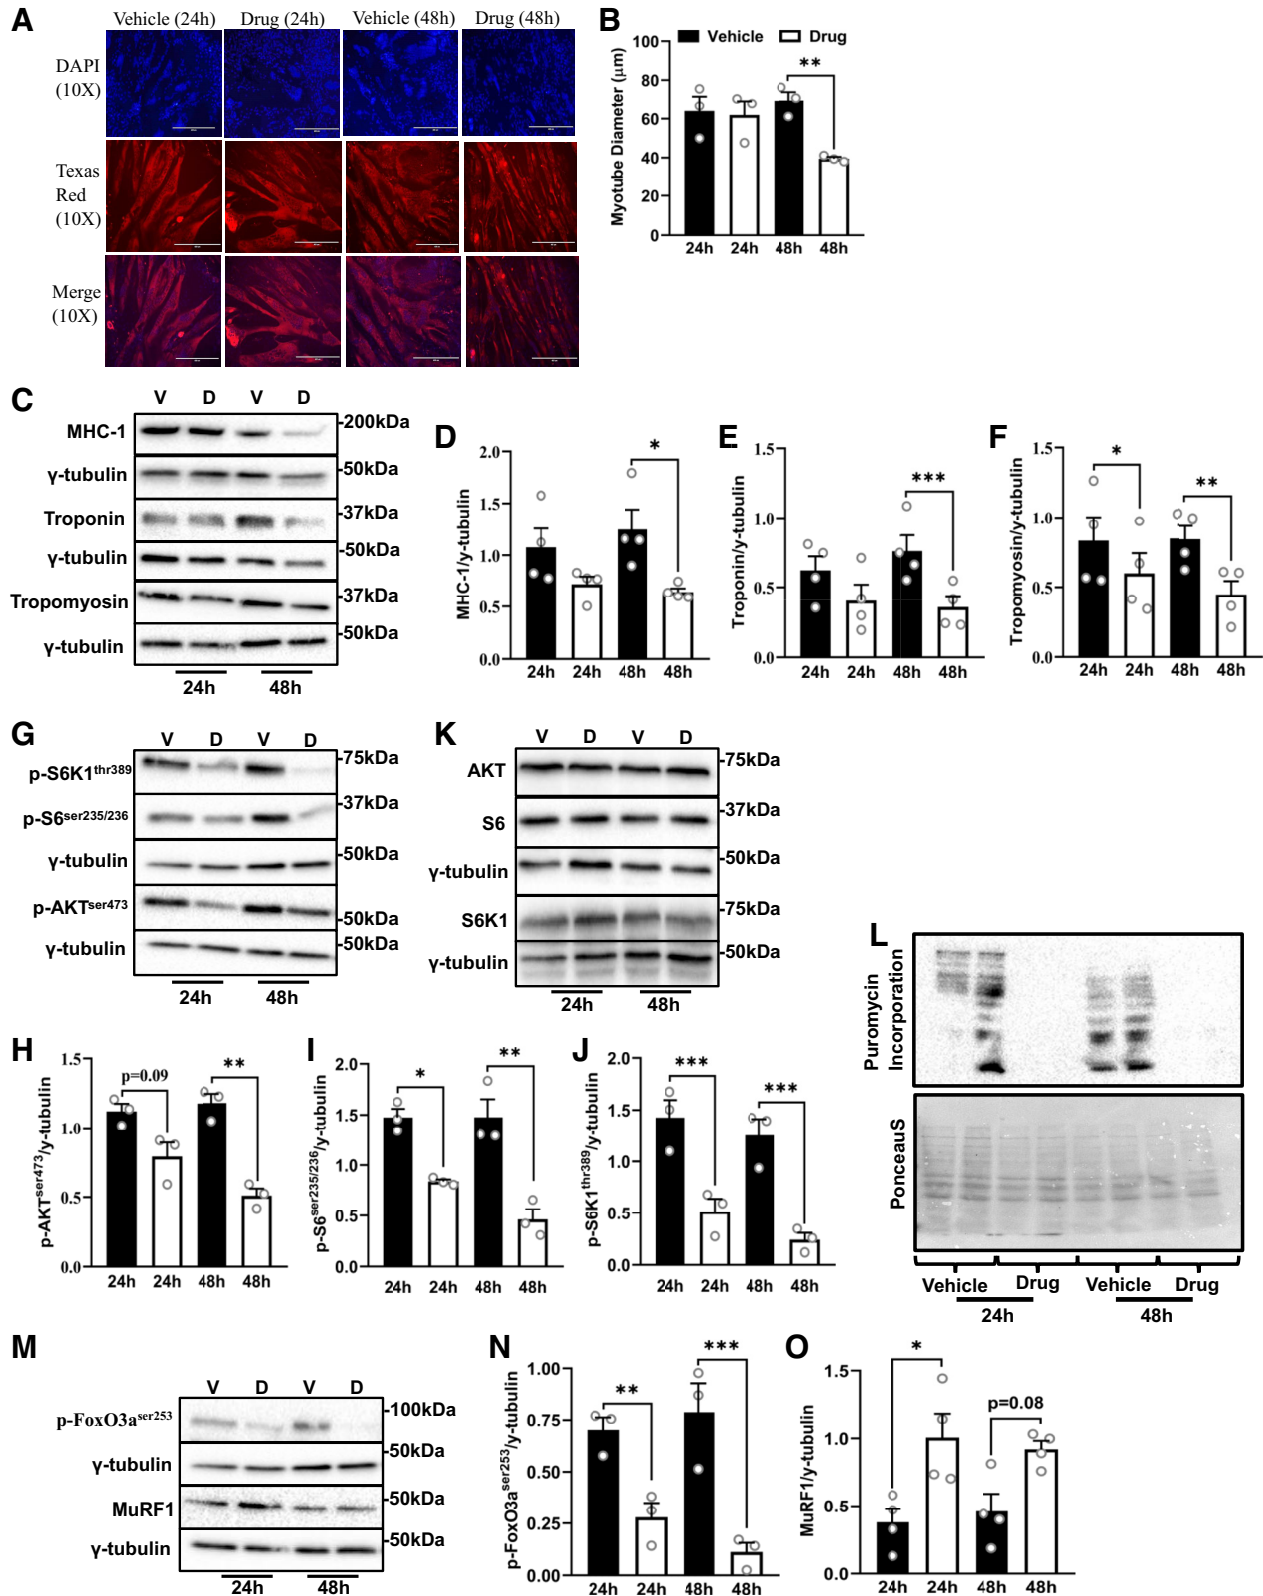 A
Vehicle (24h) Drug (24h) Vehicle (48h) Drug (48h)
DAPI
(10X)
Texas
Red
(10X)
Merge
(10X)
B
Vehicle Drug
Myotube Diameter (μm)
100
80
60
40
20
0
**
24h 24h 48h 48h
C
V D V D
MHC-1 -200kDa
γ-tubulin -50kDa
Troponin -37kDa
γ-tubulin -50kDa
Tropomyosin -37kDa
γ-tubulin -50kDa
24h 48h
D
MHC-1/y-tubulin
2.0
1.5
1.0
0.5
0.0
*
24h 24h 48h 48h
E
Troponin/y-tubulin
1.5
1.0
0.5
0.0
***
24h 24h 48h 48h
F
Tropomyosin/y-tubulin
1.5
1.0
0.5
0.0
* **
24h 24h 48h 48h
G
V D V D
p-S6K1thr389 -75kDa
p-S6ser235/236 -37kDa
γ-tubulin -50kDa
p-AKTser473 -50kDa
γ-tubulin -50kDa
24h 48h
K
V D V D
AKT -75kDa
S6 -37kDa
γ-tubulin -50kDa
S6K1 -75kDa
γ-tubulin -50kDa
24h 48h
L
Puromycin
Incorporation
PonceauS
Vehicle Drug Vehicle Drug
24h 48h
H
p-AKTser473/y-tubulin
1.5
1.0
0.5
0.0
p=0.09 **
24h 24h 48h 48h
I
p-S6ser235/236/y-tubulin
2.0
1.5
1.0
0.5
0.0
* **
24h 24h 48h 48h
J
p-S6K1thr389/y-tubulin
2.0
1.5
1.0
0.5
0.0
*** ***
24h 24h 48h 48h
M
V D V D
p-FoxO3aser253 -100kDa
γ-tubulin -50kDa
MuRF1 -50kDa
γ-tubulin -50kDa
24h 48h
N
p-FoxO3aser253/y-tubulin
1.00
0.75
0.50
0.25
0.00
** ***
24h 24h 48h 48h
O
MuRF1/y-tubulin
1.5
1.0
0.5
0.0
* p=0.08
24h 24h 48h 48h